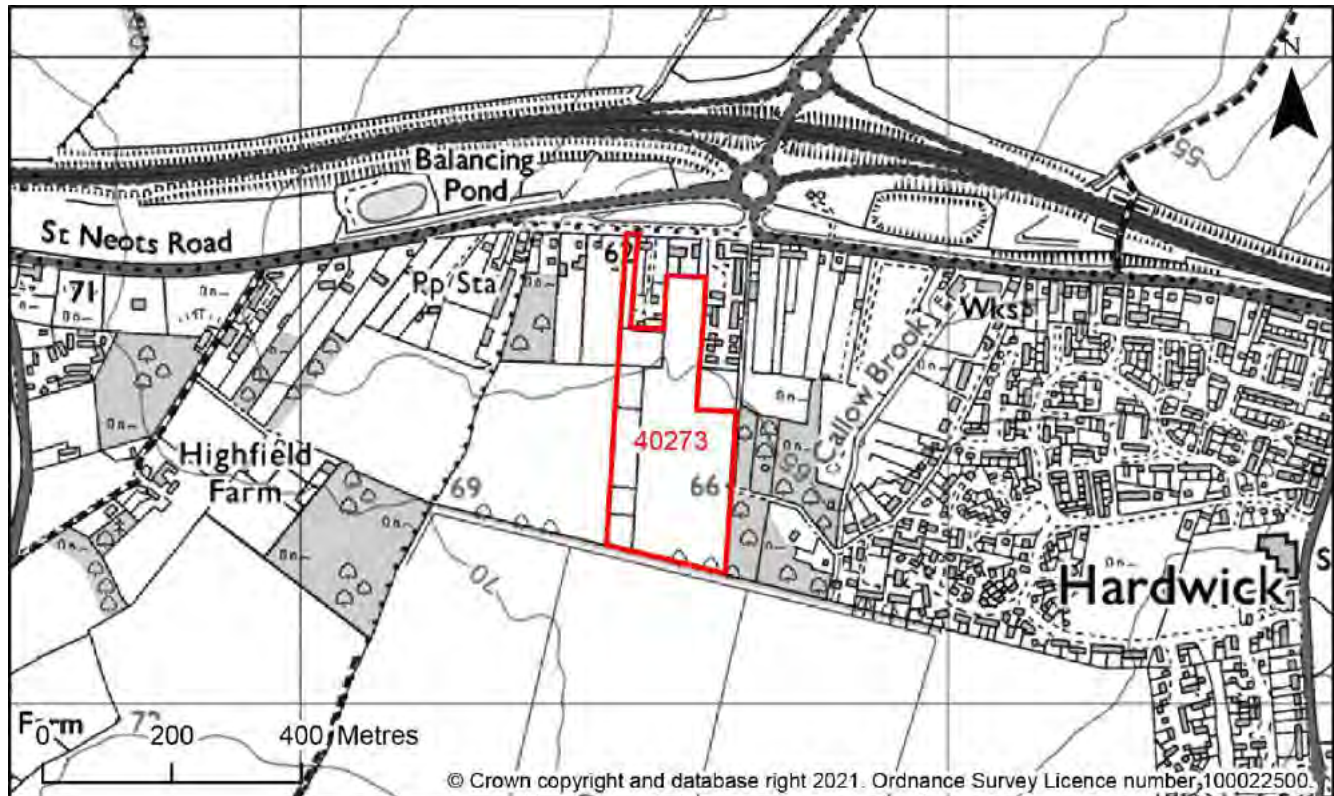 N
55
Balancing
Pond
St Neots Road
62
71
Pp Sta
Wks
Callow Brook
40273
Highfield
Farm
69
66
65
70
Hardwick
S
Farm
0 200 400 Metres
© Crown copyright and database right 2021. Ordnance Survey Licence number 100022500.